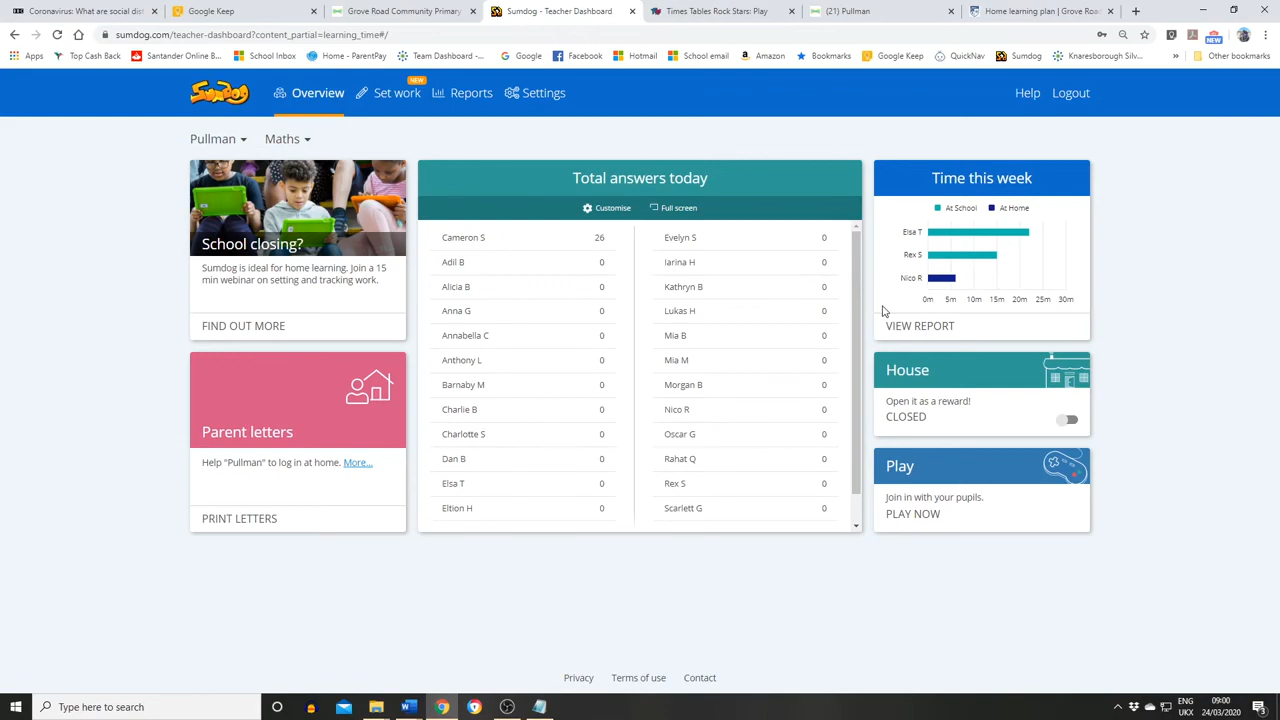 Coronavirus: What are social dist
Google Keep
Grove Road Community Primary
Sumdog - Teacher Dashboard
Times Tables Rock Stars: Play
(21) Pullman
Home learning plan | Grove Road
sumdog.com/teacher-dashboard?content_partial=learning_time#/
Apps
Top Cash Back
Santander Online B...
School Inbox
Home - ParentPay
Team Dashboard -...
Google
Facebook
Hotmail
School email
Amazon
Bookmarks
Google Keep
QuickNav
Sumdog
Knaresborough Silv...
»
Other bookmarks
Sumdog
Overview
NEW
Set work
Reports
Settings
Help
Logout
Pullman
Maths
School closing?
Sumdog is ideal for home learning. Join a 15
min webinar on setting and tracking work.
FIND OUT MORE
Parent letters
Help "Pullman" to log in at home. More...
PRINT LETTERS
Total answers today
Customise
Full screen
Cameron S 26
Adil B 0
Alicia B 0
Anna G 0
Annabella C 0
Anthony L 0
Barnaby M 0
Charlie B 0
Charlotte S 0
Dan B 0
Elsa T 0
Eltion H 0
Evelyn S 0
Iarina H 0
Kathryn B 0
Lukas H 0
Mia B 0
Mia M 0
Morgan B 0
Nico R 0
Oscar G 0
Rahat Q 0
Rex S 0
Scarlett G 0
Time this week
At School
At Home
Elsa T
Rex S
Nico R
0m 5m 10m 15m 20m 25m 30m
VIEW REPORT
House
Open it as a reward!
CLOSED
Play
Join in with your pupils.
PLAY NOW
Privacy
Terms of use
Contact
Type here to search
ENG
UKX
09:00
24/03/2020
3